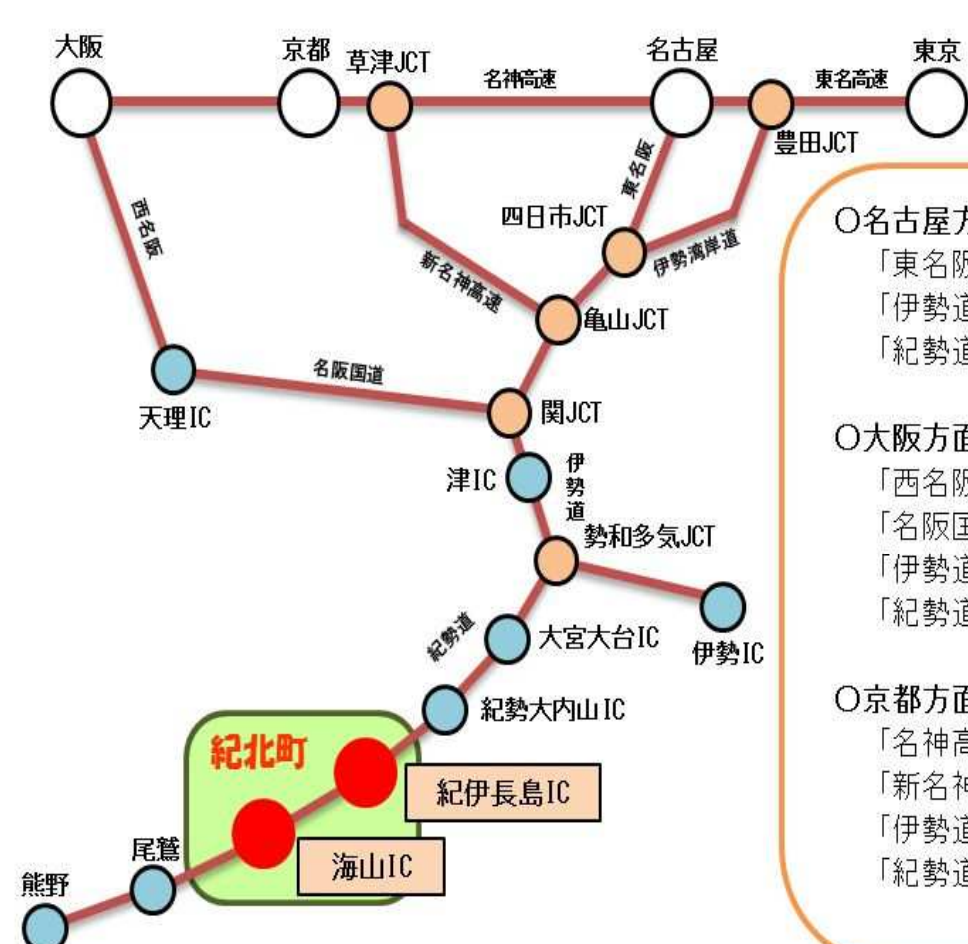 大阪
京都
草津JCT
名神高速
名古屋
東名高速
東京
豊田JCT
東名阪
四日市JCT
伊勢湾岸道
西名阪
新名神高速
亀山JCT
名阪国道
天理IC
関JCT
津IC
伊勢道
勢和多気JCT
紀勢道
大宮大台IC
伊勢IC
紀勢大内山IC
紀北町
紀伊長島IC
海山IC
尾鷲
熊野
〇名古屋方
「東名阪
「伊勢道
「紀勢道
〇大阪方面
「西名阪
「名阪国
「伊勢道
「紀勢道
〇京都方面
「名神高
「新名神
「伊勢道
「紀勢道